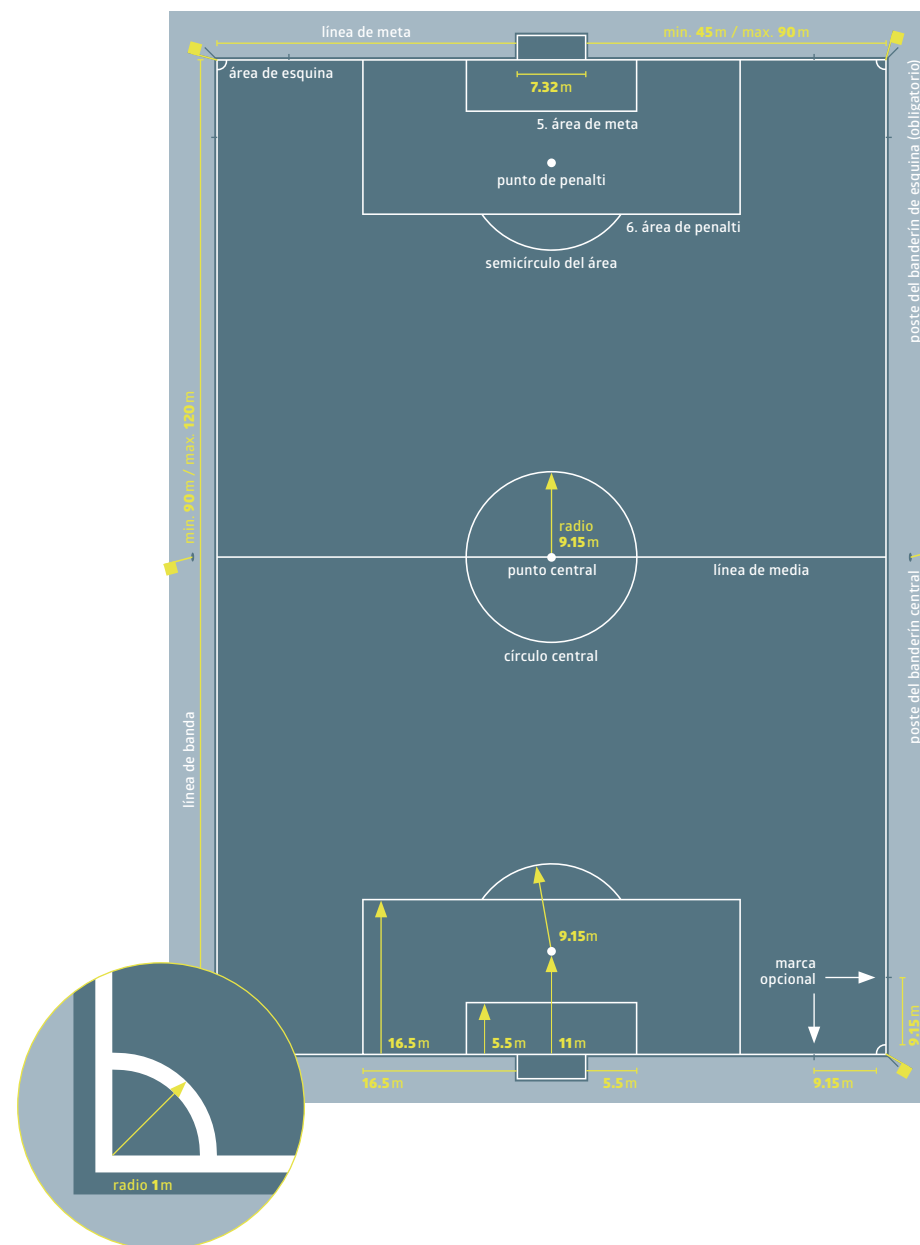 línea de meta
min. 45 m / max. 90 m
área de esquina
7.32 m
5. área de meta
punto de penalti
6. área de penalti
semicírculo del área
poste del banderín de esquina (obligatorio)
min. 90 m / max. 120 m
radio
9.15 m
punto central
línea de media
círculo central
poste del banderín central
línea de banda
9.15 m
marca
opcional
9.15 m
16.5 m
5.5 m
11 m
16.5 m
5.5 m
9.15 m
radio 1 m